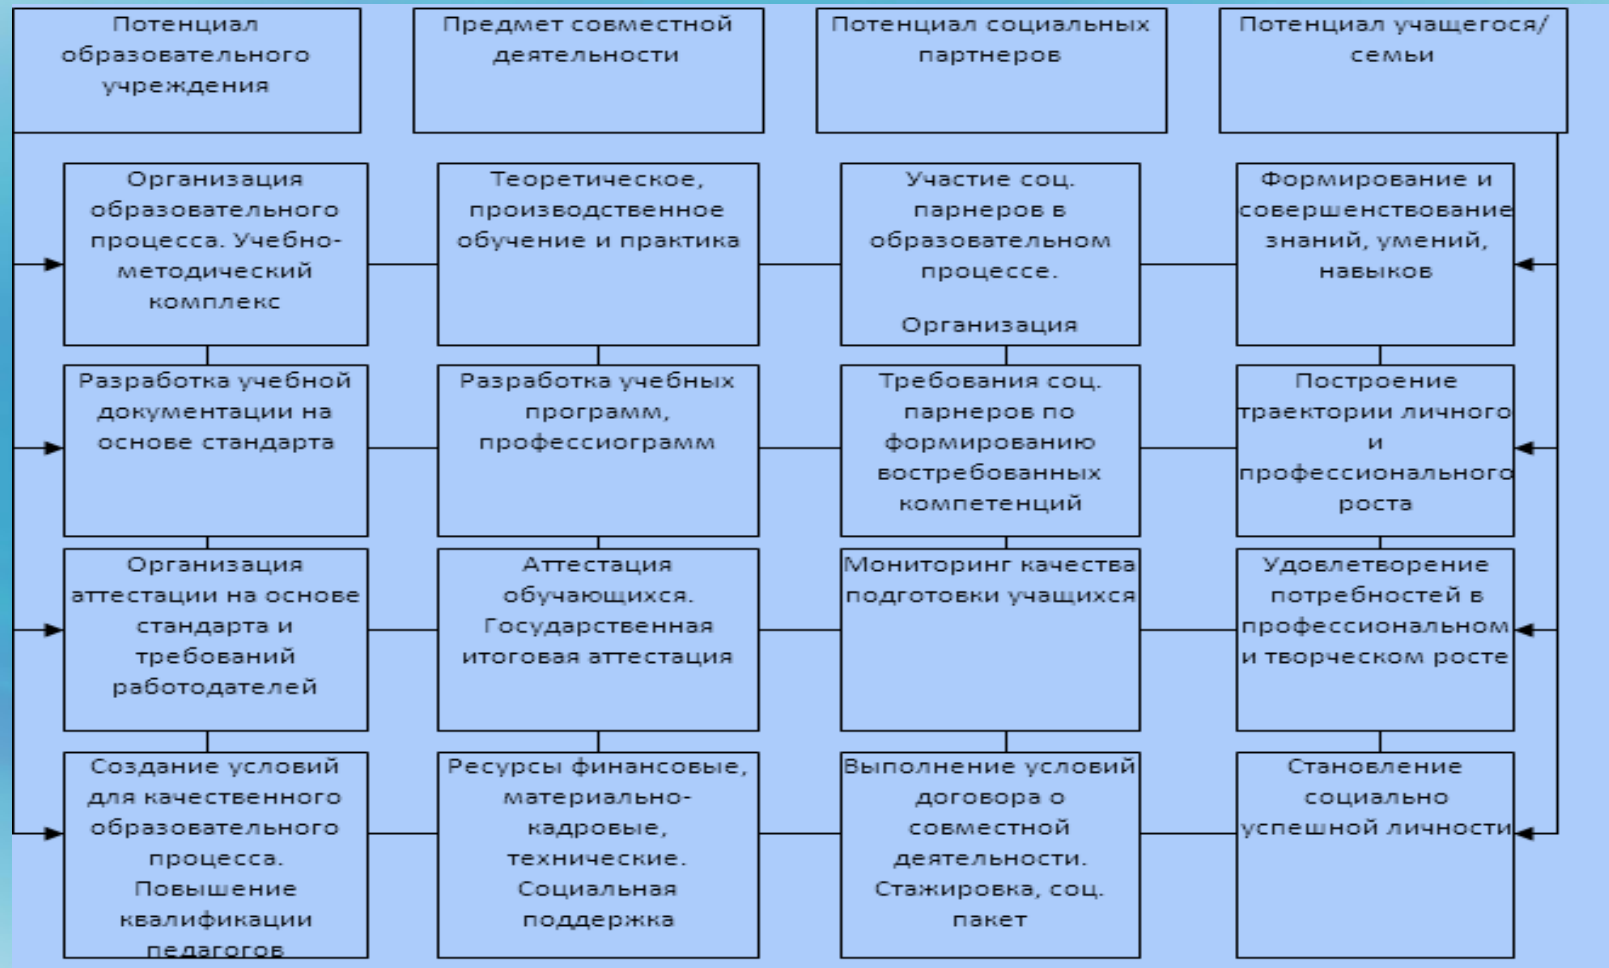 Потенциал
образовательного
учреждения
Предмет совместной
деятельности
Потенциал социальных
партнеров
Потенциал учащегося/
семьи
Организация
образовательного
процесса. Учебно-
методический
комплекс
Теоретическое,
производственное
обучение и практика
Участие соц.
парнеров в
образовательном
процессе.
Организация
Формирование и
совершенствование
знаний, умений,
навыков
Разработка учебной
документации на
основе стандарта
Разработка учебных
программ,
профессиограмм
Требования соц.
парнеров по
формированию
востребованных
компетенций
Построение
траектории личного
и
профессионального
роста
Организация
аттестации на основе
стандарта и
требований
работодателей
Аттестация
обучающихся.
Государственная
итоговая аттестация
Мониторинг качества
подготовки учащихся
Удовлетворение
потребностей в
профессиональном
и творческом росте
Создание условий
для качественного
образовательного
процесса.
Повышение
квалификации
педагогов
Ресурсы финансовые,
материально-
кадровые,
технические.
Социальная
поддержка
Выполнение условий
договора о
совместной
деятельности.
Стажировка, соц.
пакет
Становление
социально
успешной личности